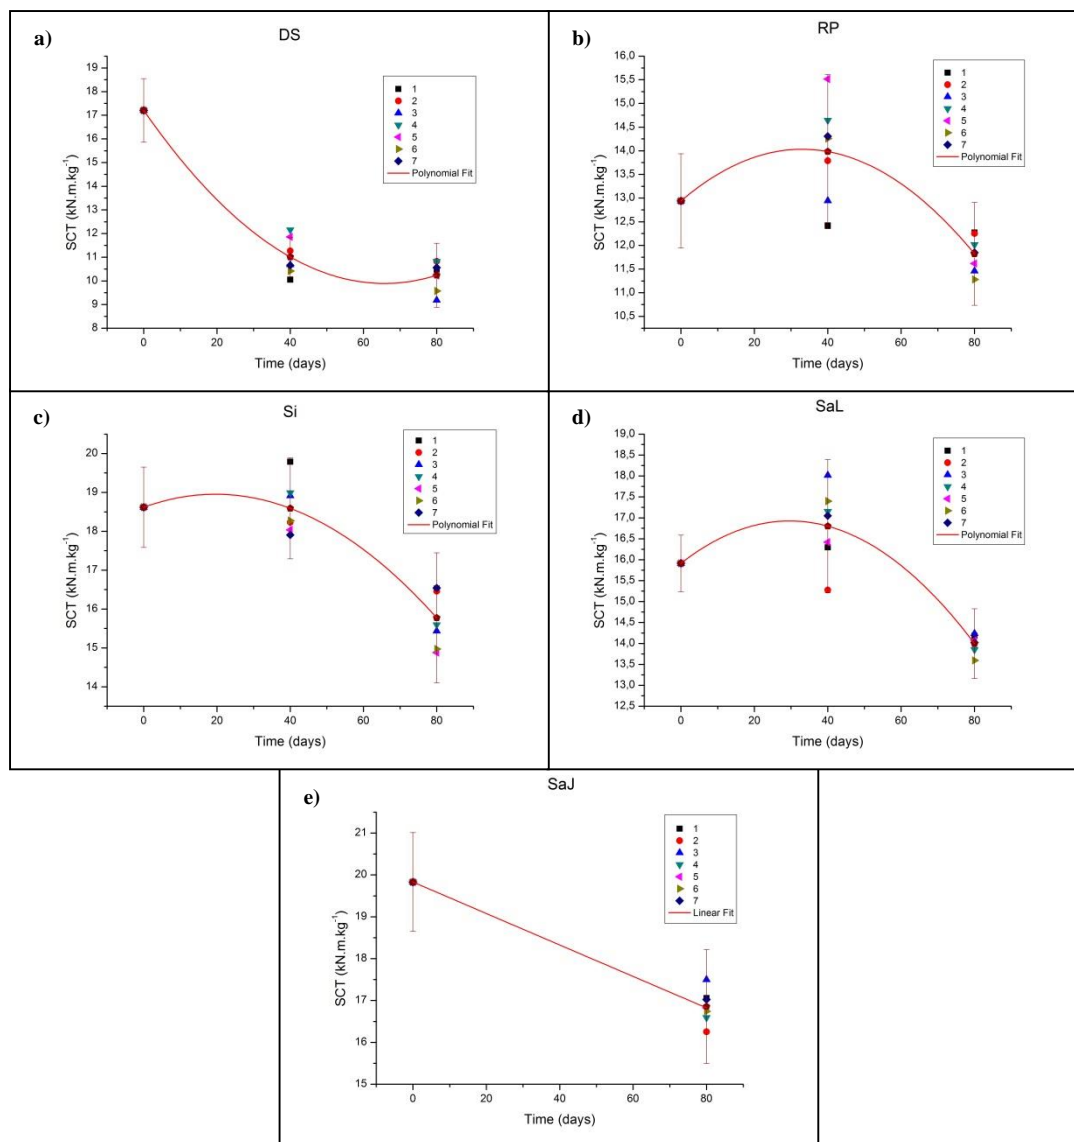 a)
DS
SCT (kN.m.kg-1)
19
18
17
16
15
14
13
12
11
10
9
8
1
2
3
4
5
6
7
Polynomial Fit
0 20 40 60 80
Time (days)
b)
RP
SCT (kN.m.kg-1)
16,0
15,5
15,0
14,5
14,0
13,5
13,0
12,5
12,0
11,5
11,0
10,5
1
2
3
4
5
6
7
Polynomial Fit
0 20 40 60 80
Time (days)
c)
Si
SCT (kN.m.kg-1)
20
19
18
17
16
15
14
1
2
3
4
5
6
7
Polynomial Fit
0 20 40 60 80
Time (days)
d)
SaL
SCT (kN.m.kg-1)
19,0
18,5
18,0
17,5
17,0
16,5
16,0
15,5
15,0
14,5
14,0
13,5
13,0
12,5
1
2
3
4
5
6
7
Polynomial Fit
0 20 40 60 80
Time (days)
e)
SaJ
SCT (kN.m.kg-1)
21
20
19
18
17
16
15
1
2
3
4
5
6
7
Linear Fit
0 20 40 60 80
Time (days)